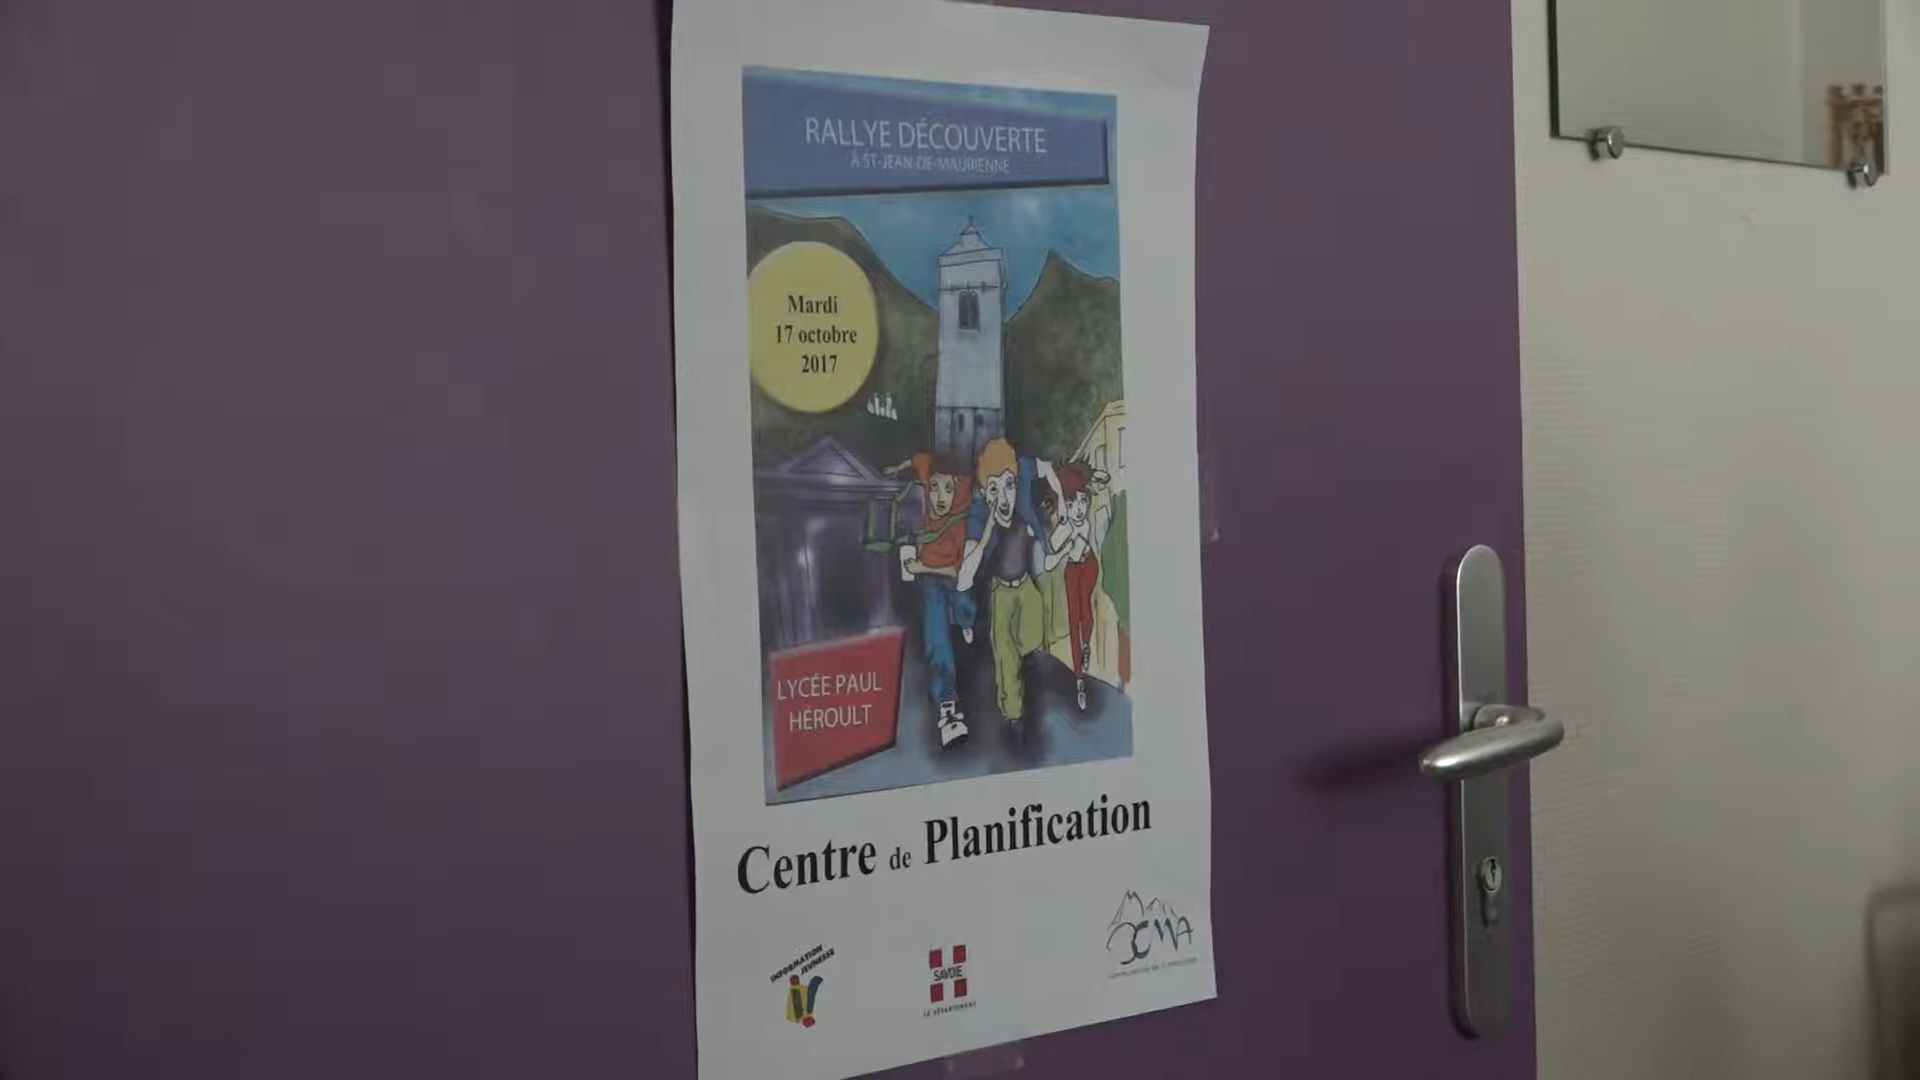 RALLYE DÉCOUVERTE
À ST-JEAN-DE-MAURIENNE
Mardi
17 octobre
2017
LYCÉE PAUL
HÉROULT
Centre de Planification
INFORMATION
JEUNESSE
SAVOIE
LE DÉPARTEMENT
3CMA